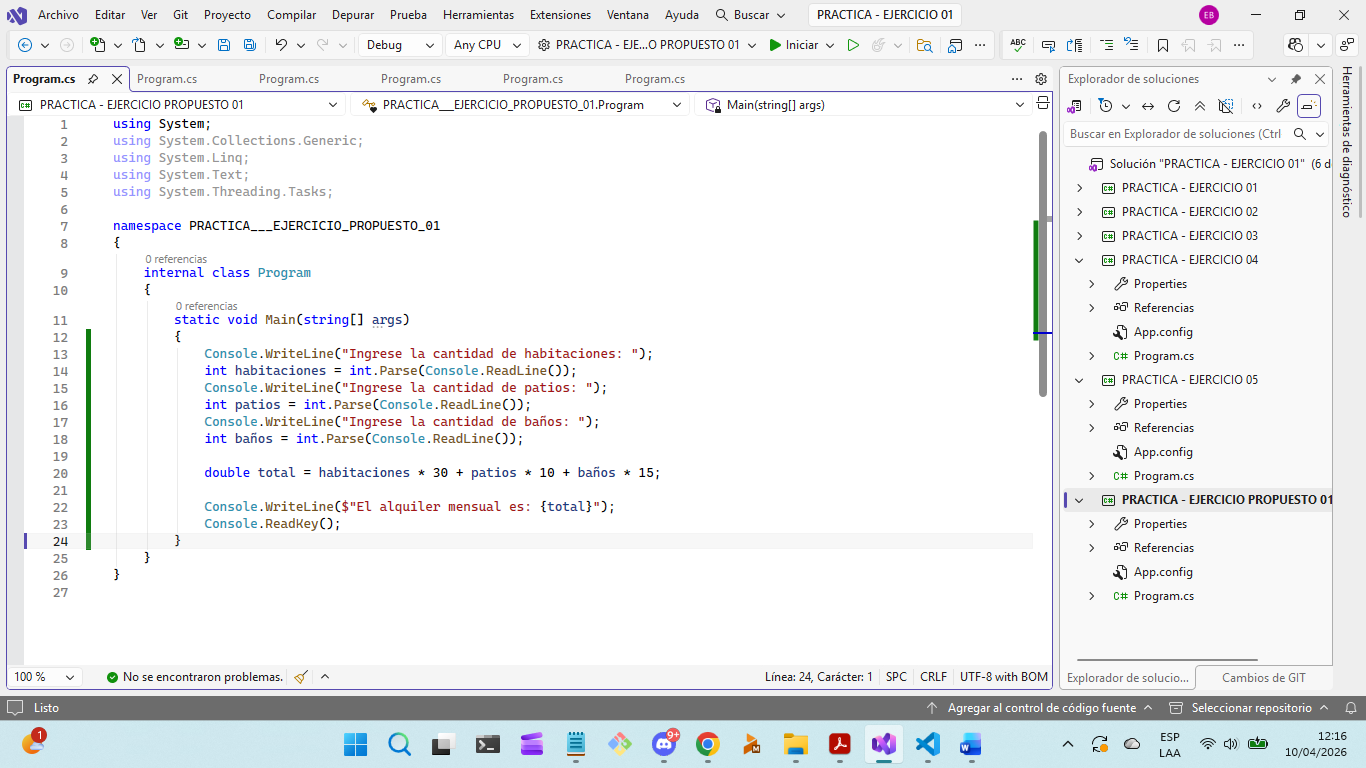 Archivo Editar Ver Git Proyecto Compilar Depurar Prueba Herramientas Extensiones Ventana Ayuda Buscar PRACTICA - EJERCICIO 01 EB
Debug Any CPU PRACTICA - EJE...O PROPUESTO 01 Iniciar ABC
Program.cs Program.cs Program.cs Program.cs Program.cs Program.cs
PRACTICA - EJERCICIO PROPUESTO 01 PRACTICA___EJERCICIO_PROPUESTO_01.Program Main(string[] args)
1 using System;
2 using System.Collections.Generic;
3 using System.Linq;
4 using System.Text;
5 using System.Threading.Tasks;
6
7 namespace PRACTICA___EJERCICIO_PROPUESTO_01
8 {
0 referencias
9 internal class Program
10 {
0 referencias
11 static void Main(string[] args)
12 {
13 Console.WriteLine("Ingrese la cantidad de habitaciones: ");
14 int habitaciones = int.Parse(Console.ReadLine());
15 Console.WriteLine("Ingrese la cantidad de patios: ");
16 int patios = int.Parse(Console.ReadLine());
17 Console.WriteLine("Ingrese la cantidad de baños: ");
18 int baños = int.Parse(Console.ReadLine());
19
20 double total = habitaciones * 30 + patios * 10 + baños * 15;
21
22 Console.WriteLine($"El alquiler mensual es: {total}");
23 Console.ReadKey();
24 }
25 }
26 }
27
100 % No se encontraron problemas. Línea: 24, Carácter: 1 SPC CRLF UTF-8 with BOM
Explorador de soluciones
Buscar en Explorador de soluciones (Ctrl
Solución "PRACTICA - EJERCICIO 01" (6 d
PRACTICA - EJERCICIO 01
PRACTICA - EJERCICIO 02
PRACTICA - EJERCICIO 03
PRACTICA - EJERCICIO 04
Properties
Referencias
App.config
C# Program.cs
PRACTICA - EJERCICIO 05
Properties
Referencias
App.config
C# Program.cs
PRACTICA - EJERCICIO PROPUESTO 01
Properties
Referencias
App.config
C# Program.cs
Explorador de solucio... Cambios de GIT
Herramientas de diagnóstico
Listo Agregar al control de código fuente Seleccionar repositorio
1 9+ ESP LAA 12:16
10/04/2026